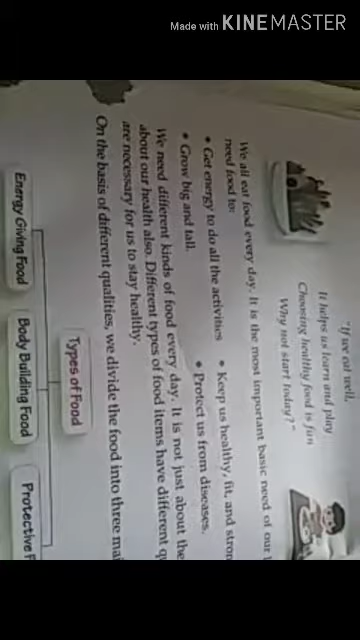 Made with KINEMASTER
"If we eat well,
It helps us learn and play
Choosing healthy food is fun
Why not start today?"
We all eat food every day. It is the most important basic need of our
need food to:
• Get energy to do all the activities • Keep us healthy, fit, and stron
• Grow big and tall. • Protect us from diseases.
We need different kinds of food every day. It is not just about the
about our health also. Different types of food items have different q
are necessary for us to stay healthy.
On the basis of different qualities, we divide the food into three mai
Types of Food
Energy Giving Food Body Building Food Protective F